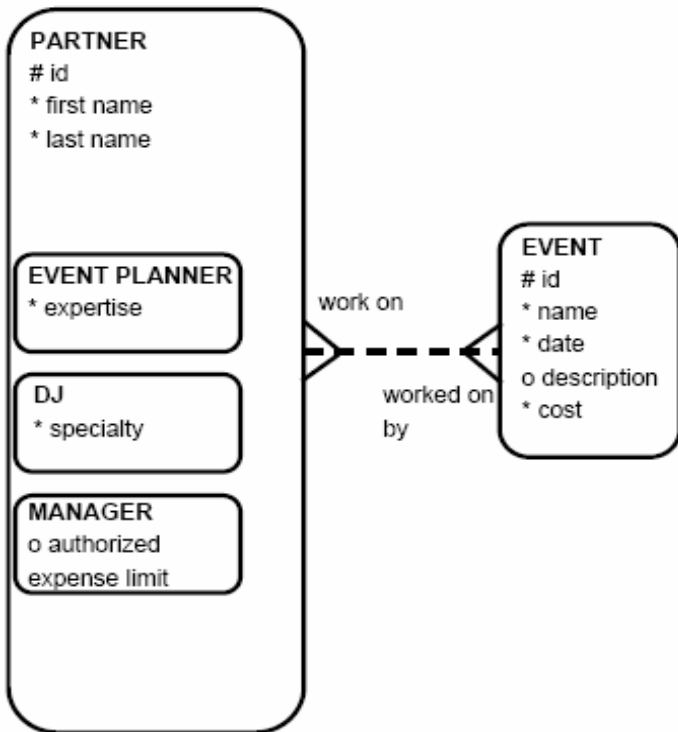 PARTNER
# id
* first name
* last name
EVENT PLANNER
* expertise
DJ
* specialty
MANAGER
o authorized
expense limit
work on
worked on
by
EVENT
# id
* name
* date
o description
* cost